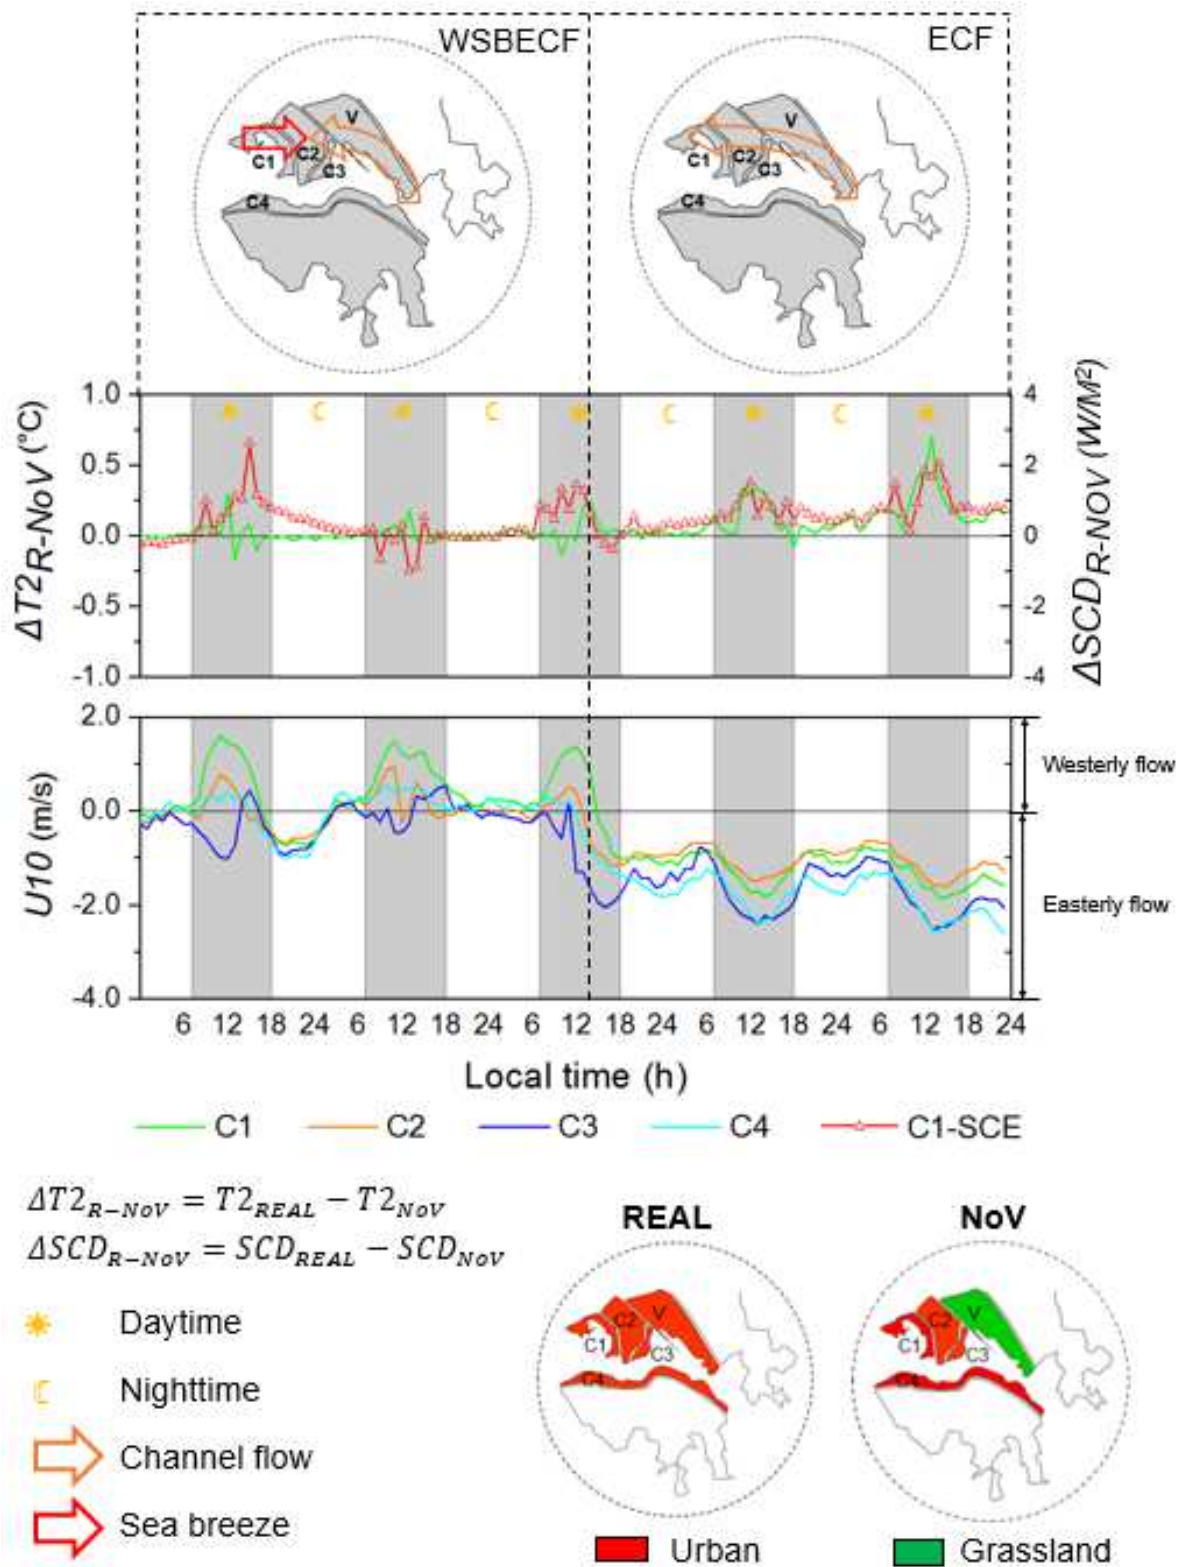 WSBECF
ECF
V
C1
C2
C3
C4
V
C1
C2
C3
C4
ΔT2R-NoV (°C)
1.0
0.5
0.0
-0.5
-1.0
4
2
0
-2
-4
ΔSCDR-NOV (W/M²)
U10 (m/s)
2.0
0.0
-2.0
-4.0
Westerly flow
Easterly flow
6 12 18 24 6 12 18 24 6 12 18 24 6 12 18 24 6 12 18 24
Local time (h)
C1 C2 C3 C4 C1-SCE
ΔT2R−NoV = T2REAL − T2NoV
ΔSCDR−NoV = SCDREAL − SCDNoV
Daytime
Nighttime
Channel flow
Sea breeze
REAL
V
C2
C1
C3
C4
NoV
V
C2
C1
C3
C4
Urban
Grassland